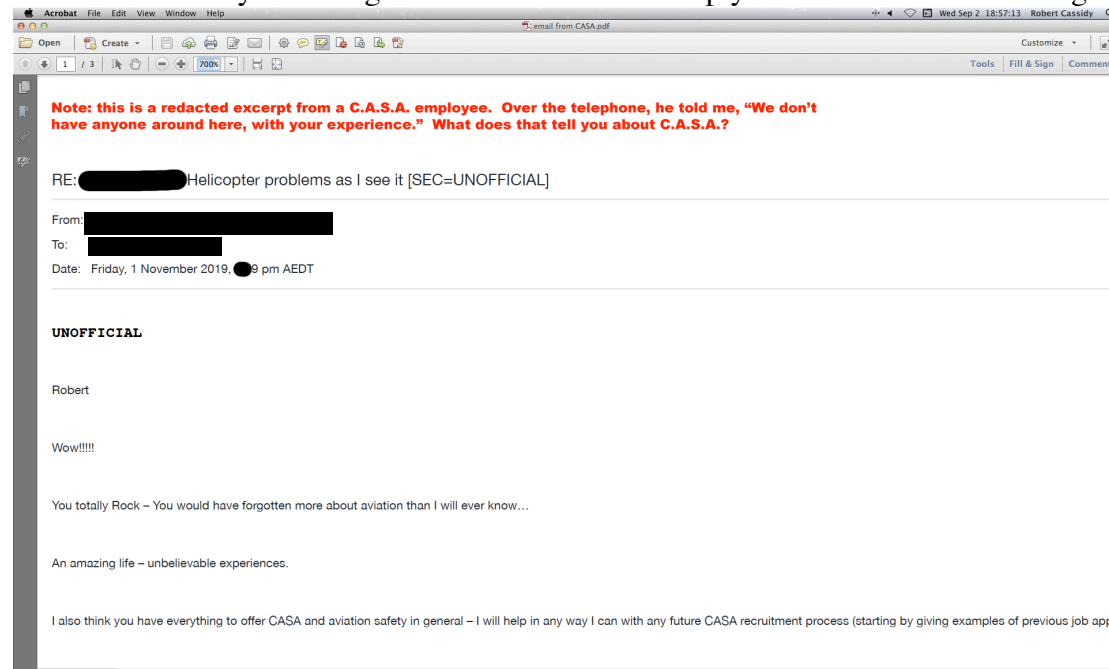 Acrobat File Edit View Window Help Wed Sep 2 18:57:13 Robert Cassidy
email from CASA.pdf
Open Create Customize
1 / 3 700% Tools Fill & Sign Comment
Note: this is a redacted excerpt from a C.A.S.A. employee. Over the telephone, he told me, “We don’t
have anyone around here, with your experience.” What does that tell you about C.A.S.A.?
RE: Helicopter problems as I see it [SEC=UNOFFICIAL]
From:
To:
Date: Friday, 1 November 2019, 9 pm AEDT
UNOFFICIAL
Robert
Wow!!!!!
You totally Rock – You would have forgotten more about aviation than I will ever know…
An amazing life – unbelievable experiences.
I also think you have everything to offer CASA and aviation safety in general – I will help in any way I can with any future CASA recruitment process (starting by giving examples of previous job app